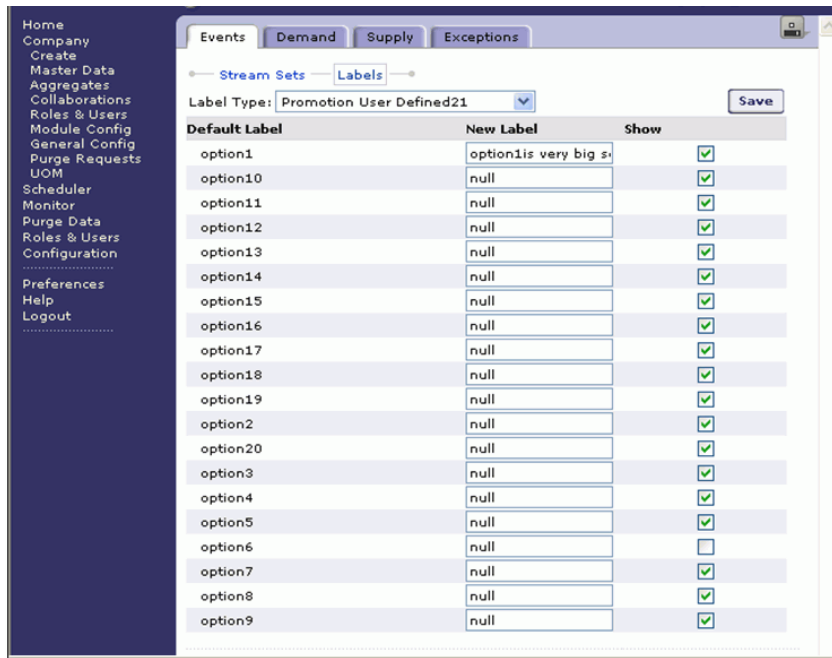 Home
Company
Create
Master Data
Aggregates
Collaborations
Roles & Users
Module Config
General Config
Purge Requests
UOM
Scheduler
Monitor
Purge Data
Roles & Users
Configuration
Preferences
Help
Logout
Events Demand Supply Exceptions
Stream Sets Labels
Label Type: Promotion User Defined21 Save
Default Label New Label Show
option1 option1is very big
option10 null
option11 null
option12 null
option13 null
option14 null
option15 null
option16 null
option17 null
option18 null
option19 null
option2 null
option20 null
option3 null
option4 null
option5 null
option6 null
option7 null
option8 null
option9 null